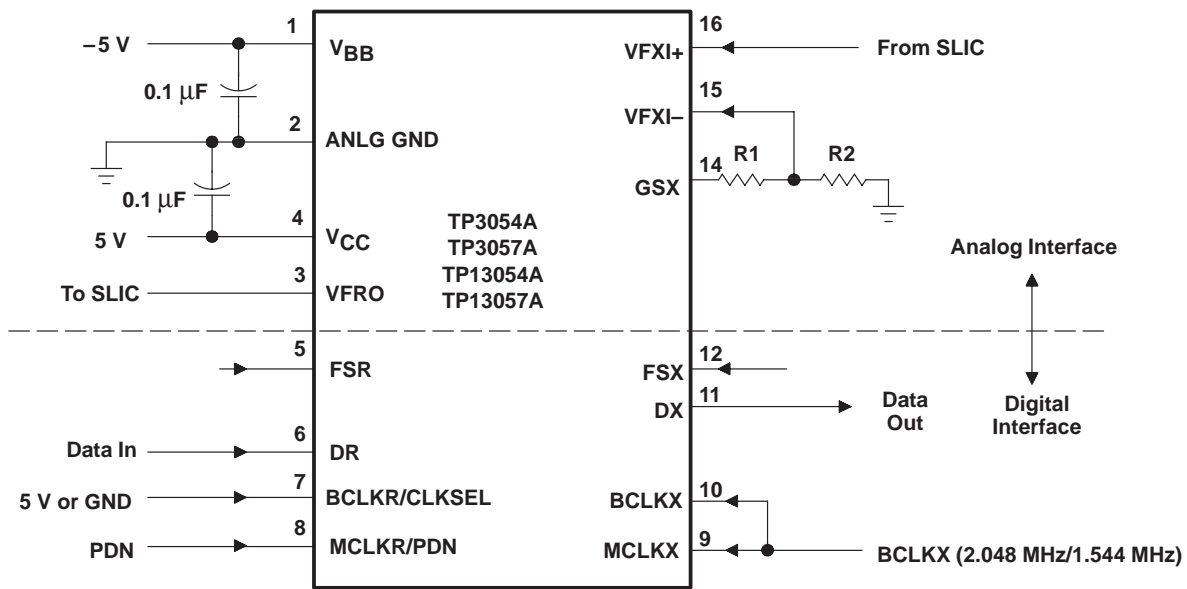 –5 V
1
VBB
0.1 μF
2
ANLG GND
0.1 μF
4
5 V
VCC
3
To SLIC
VFRO
TP3054A
TP3057A
TP13054A
TP13057A
16
VFXI+
From SLIC
15
VFXI–
R1
R2
14
GSX
Analog Interface
5
FSR
12
FSX
11
DX
Data
Out
Digital
Interface
6
Data In
DR
7
5 V or GND
BCLKR/CLKSEL
8
PDN
MCLKR/PDN
10
BCLKX
9
MCLKX
BCLKX (2.048 MHz/1.544 MHz)